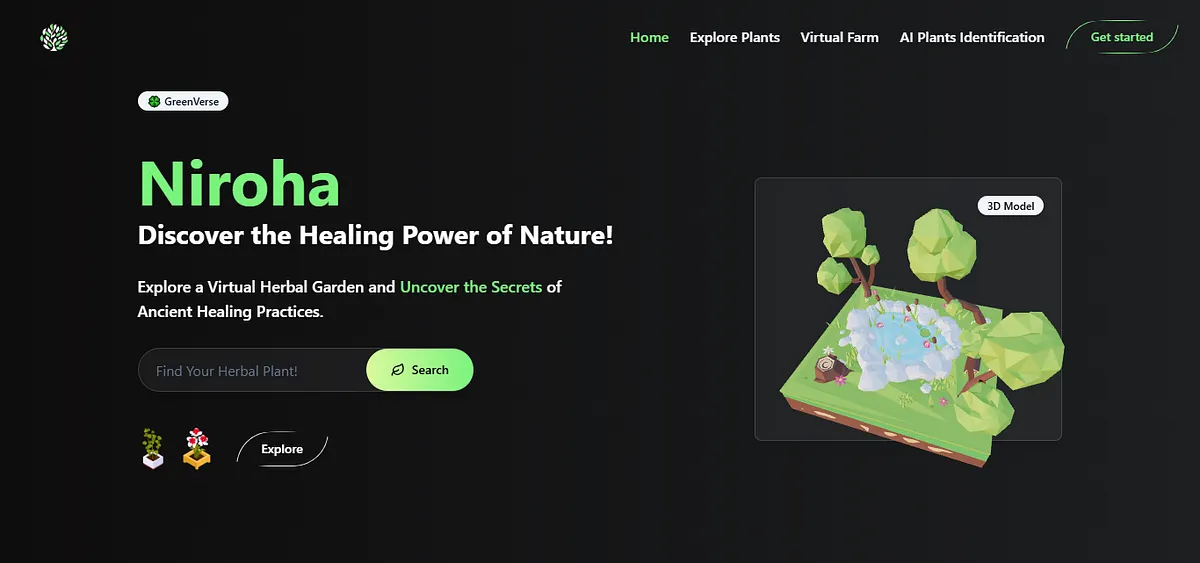 Home Explore Plants Virtual Farm AI Plants Identification Get started
GreenVerse
Niroha
Discover the Healing Power of Nature!
Explore a Virtual Herbal Garden and Uncover the Secrets of
Ancient Healing Practices.
Find Your Herbal Plant! Search
Explore
3D Model